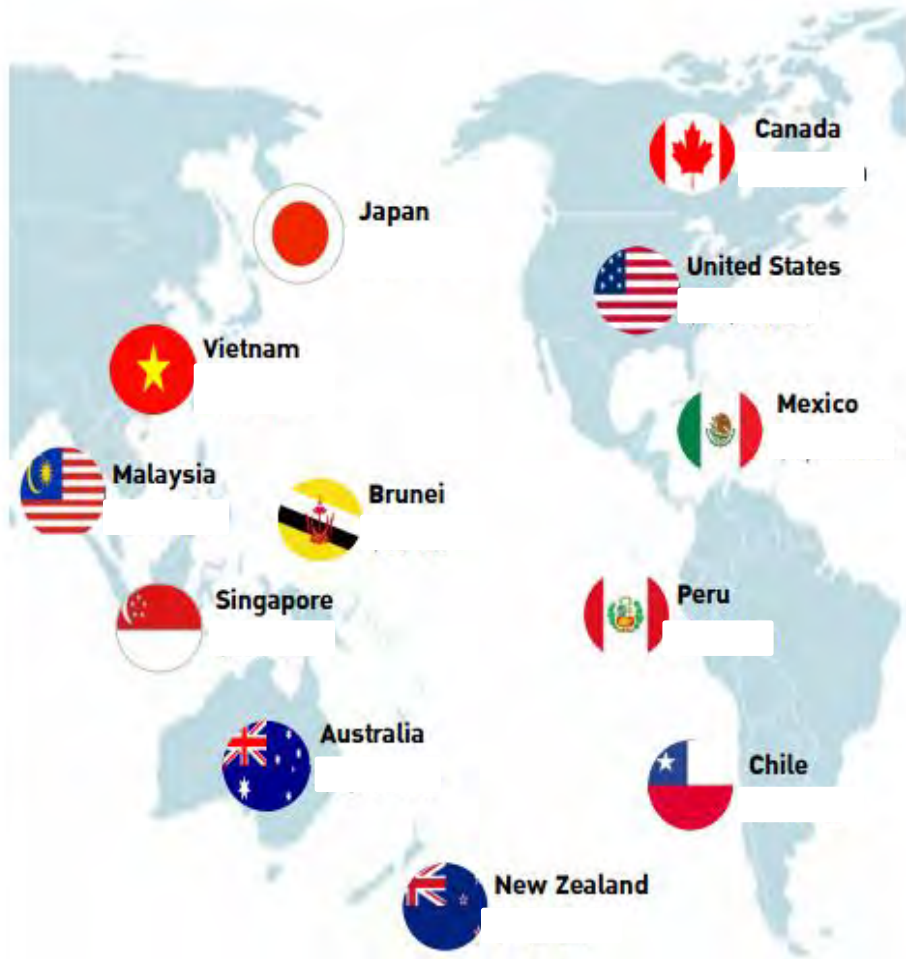 Canada
Japan
United States
Vietnam
Mexico
Malaysia
Brunei
Peru
Singapore
Australia
Chile
New Zealand